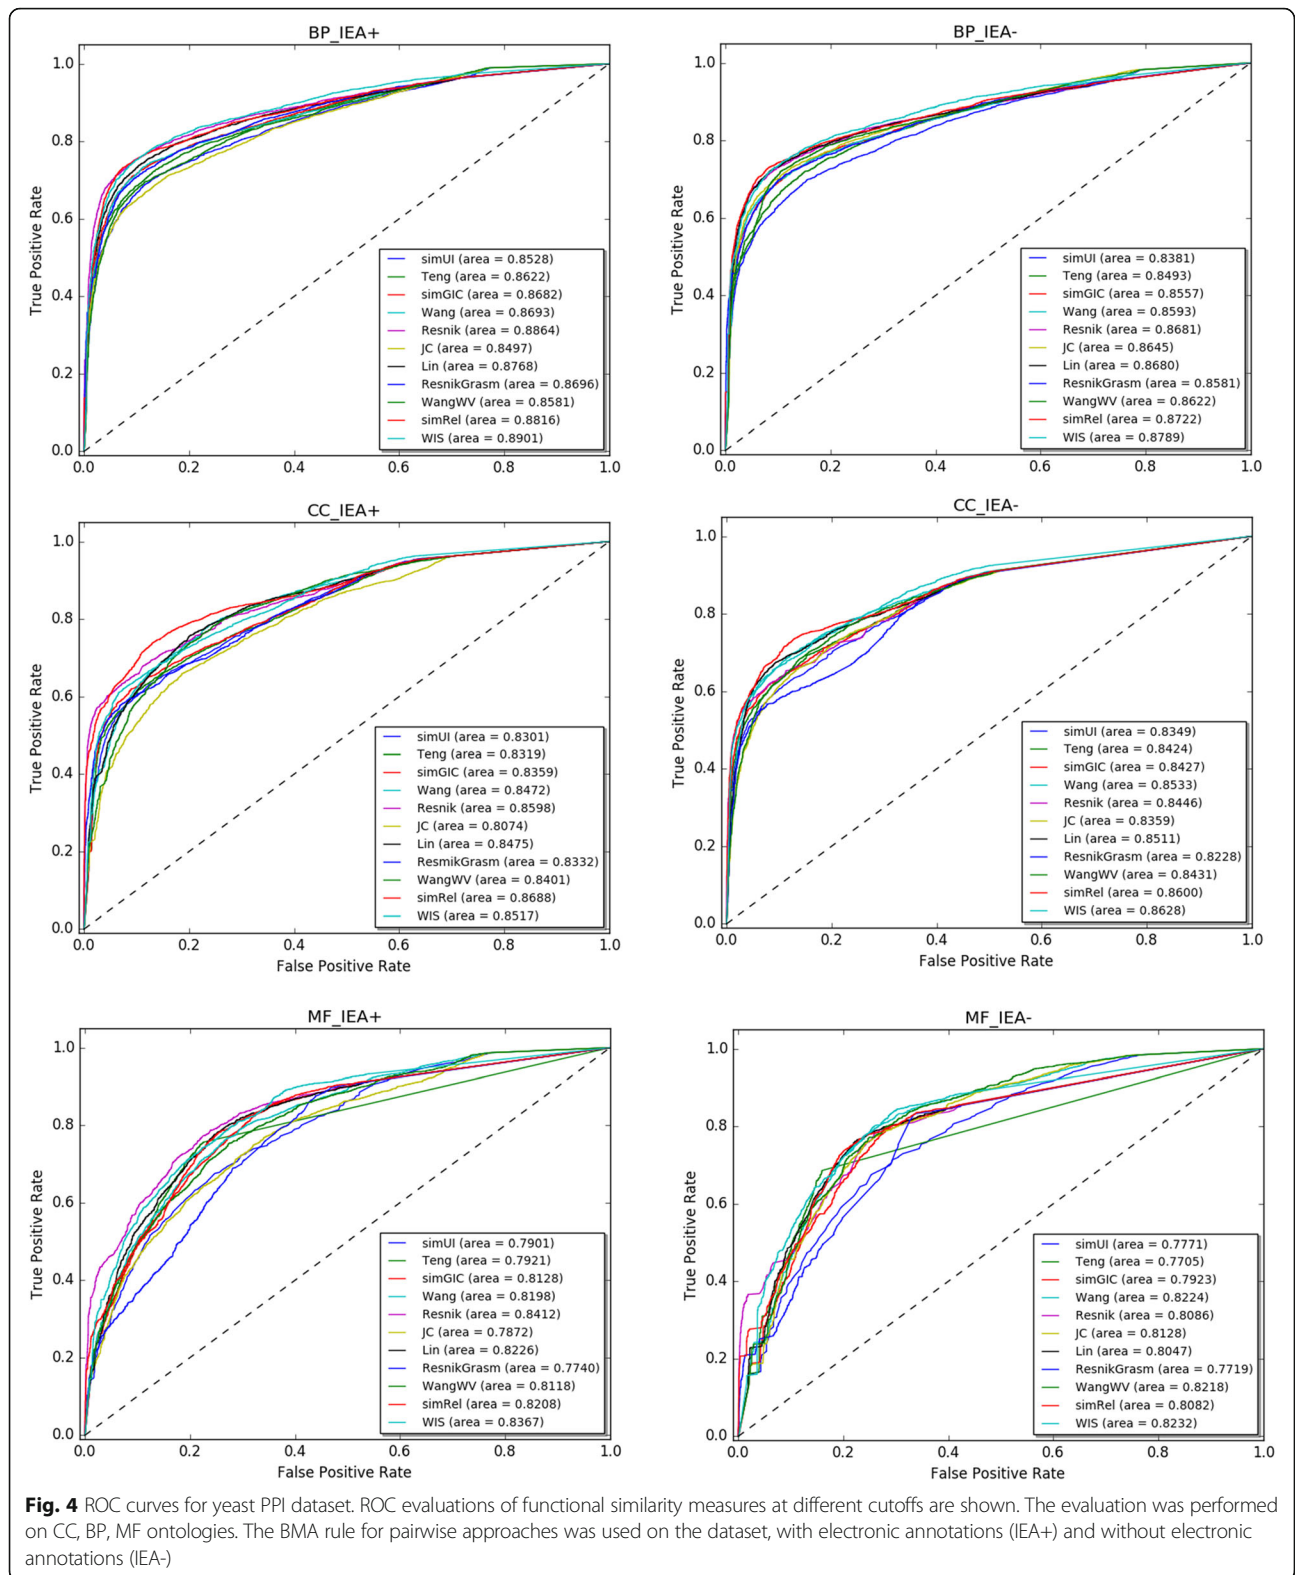 BP_IEA+
1.0
0.8
0.6
0.4
0.2
0.0
True Positive Rate
simUI (area = 0.8528)
Teng (area = 0.8622)
simGIC (area = 0.8682)
Wang (area = 0.8693)
Resnik (area = 0.8864)
JC (area = 0.8497)
Lin (area = 0.8768)
ResnikGrasm (area = 0.8696)
WangWV (area = 0.8581)
simRel (area = 0.8816)
WIS (area = 0.8901)
0.0 0.2 0.4 0.6 0.8 1.0
BP_IEA-
1.0
0.8
0.6
0.4
0.2
0.0
True Positive Rate
simUI (area = 0.8381)
Teng (area = 0.8493)
simGIC (area = 0.8557)
Wang (area = 0.8593)
Resnik (area = 0.8681)
JC (area = 0.8645)
Lin (area = 0.8680)
ResnikGrasm (area = 0.8581)
WangWV (area = 0.8622)
simRel (area = 0.8722)
WIS (area = 0.8789)
0.0 0.2 0.4 0.6 0.8 1.0
CC_IEA+
1.0
0.8
0.6
0.4
0.2
0.0
True Positive Rate
simUI (area = 0.8301)
Teng (area = 0.8319)
simGIC (area = 0.8359)
Wang (area = 0.8472)
Resnik (area = 0.8598)
JC (area = 0.8074)
Lin (area = 0.8475)
ResmikGrasm (area = 0.8332)
WangWV (area = 0.8401)
simRel (area = 0.8688)
WIS (area = 0.8517)
0.0 0.2 0.4 0.6 0.8 1.0
False Positive Rate
CC_IEA-
1.0
0.8
0.6
0.4
0.2
0.0
True Positive Rate
simUI (area = 0.8349)
Teng (area = 0.8424)
simGIC (area = 0.8427)
Wang (area = 0.8533)
Resnik (area = 0.8446)
JC (area = 0.8359)
Lin (area = 0.8511)
ResnikGrasm (area = 0.8228)
WangWV (area = 0.8431)
simRel (area = 0.8600)
WIS (area = 0.8628)
0.0 0.2 0.4 0.6 0.8 1.0
False Positive Rate
MF_IEA+
1.0
0.8
0.6
0.4
0.2
0.0
True Positive Rate
simUI (area = 0.7901)
Teng (area = 0.7921)
simGIC (area = 0.8128)
Wang (area = 0.8198)
Resnik (area = 0.8412)
JC (area = 0.7872)
Lin (area = 0.8226)
ResnikGrasm (area = 0.7740)
WangWV (area = 0.8118)
simRel (area = 0.8208)
WIS (area = 0.8367)
0.0 0.2 0.4 0.6 0.8 1.0
False Positive Rate
MF_IEA-
1.0
0.8
0.6
0.4
0.2
0.0
True Positive Rate
simUI (area = 0.7771)
Teng (area = 0.7705)
simGIC (area = 0.7923)
Wang (area = 0.8224)
Resnik (area = 0.8086)
JC (area = 0.8128)
Lin (area = 0.8047)
ResnikGrasm (area = 0.7719)
WangWV (area = 0.8218)
simRel (area = 0.8082)
WIS (area = 0.8232)
0.0 0.2 0.4 0.6 0.8 1.0
False Positive Rate
Fig. 4 ROC curves for yeast PPI dataset. ROC evaluations of functional similarity measures at different cutoffs are shown. The evaluation was performed
on CC, BP, MF ontologies. The BMA rule for pairwise approaches was used on the dataset, with electronic annotations (IEA+) and without electronic
annotations (IEA-)